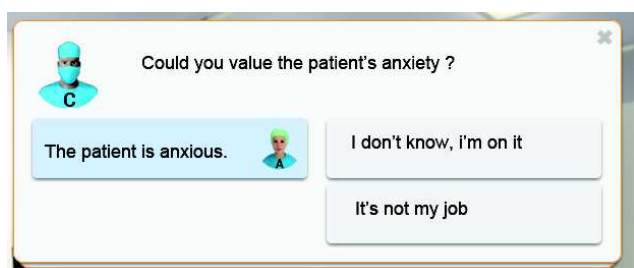 Could you value the patient's anxiety ?
C
The patient is anxious.
A
I don't know, i'm on it
It's not my job